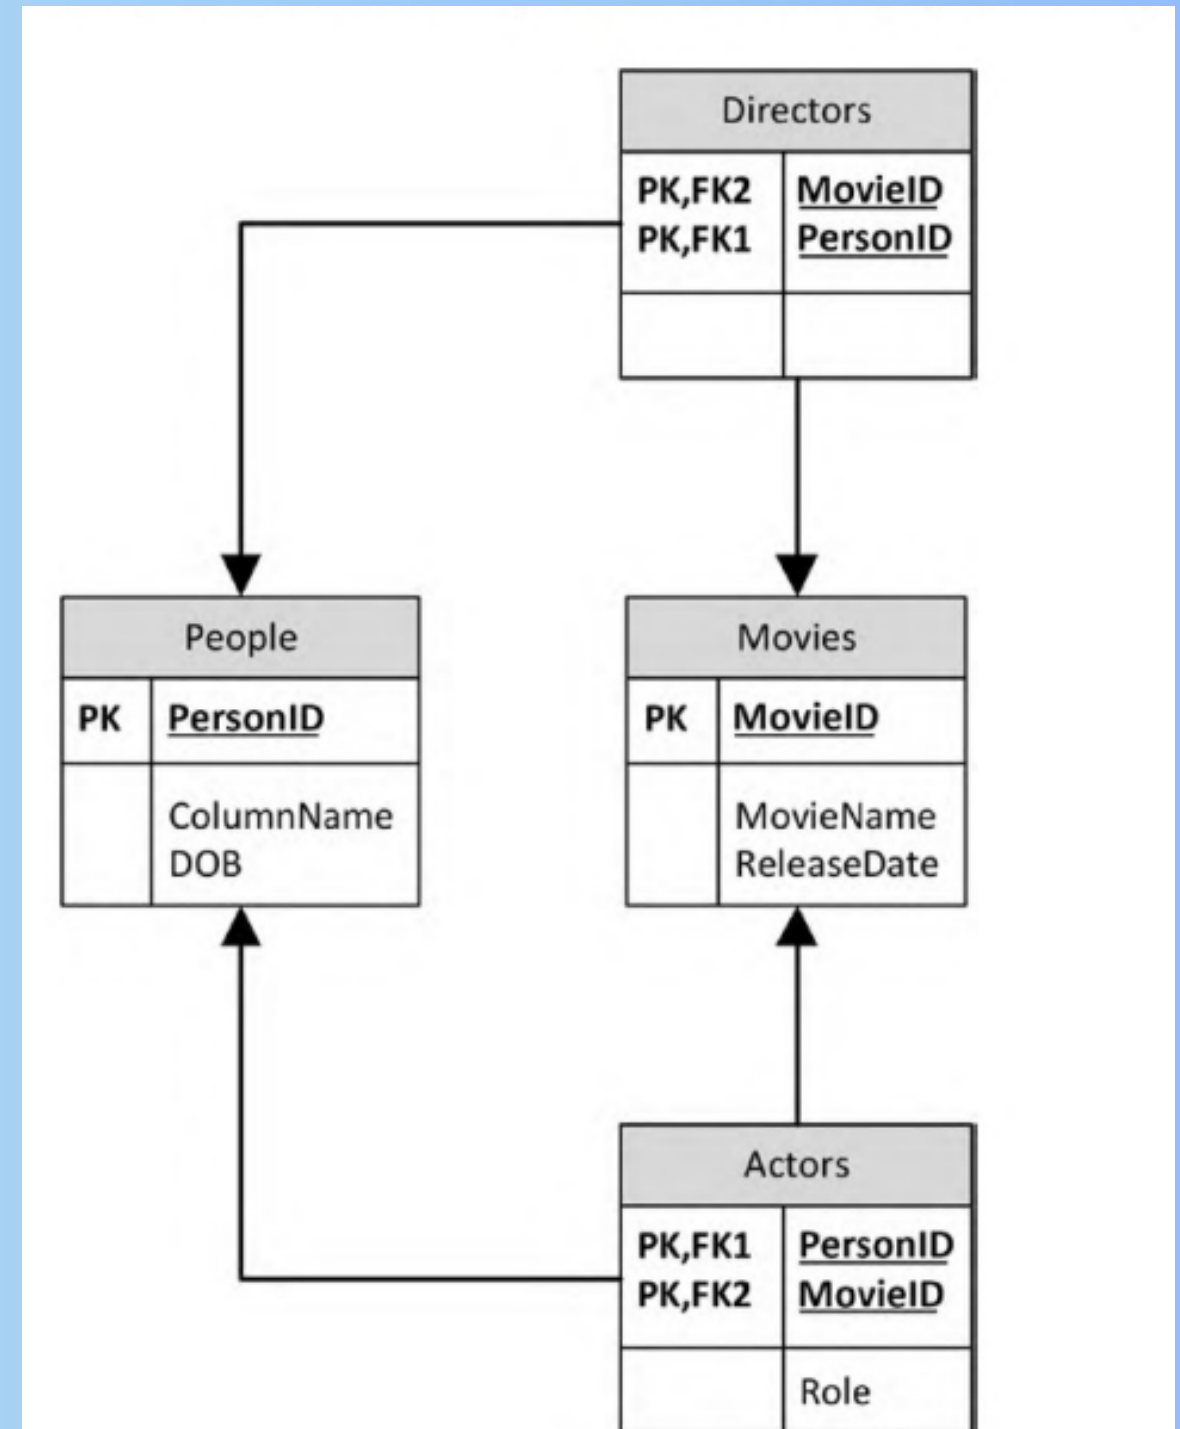 Directors
PK,FK2 MovieID
PK,FK1 PersonID
People
PK PersonID
ColumnName
DOB
Movies
PK MovieID
MovieName
ReleaseDate
Actors
PK,FK1 PersonID
PK,FK2 MovieID
Role